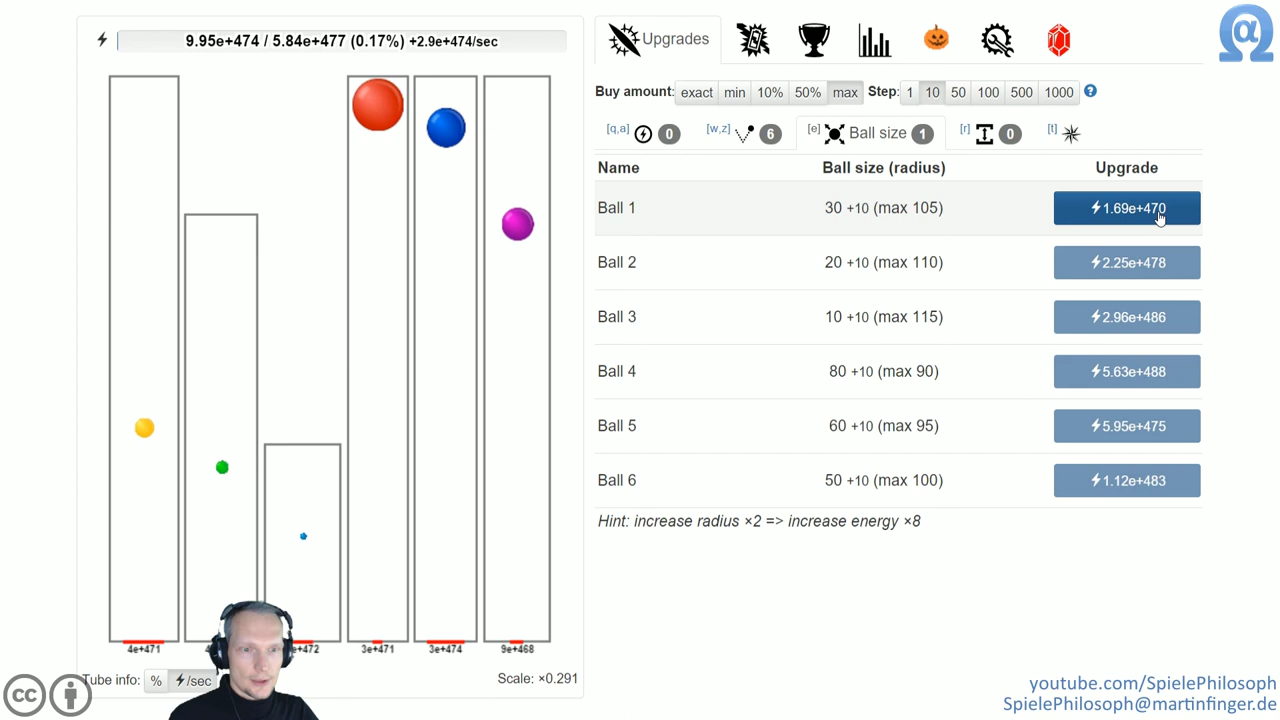 9.95e+474 / 5.84e+477 (0.17%) +2.9e+474/sec
4e+471
e+472
3e+471
3e+474
9e+468
Tube info: % /sec
Scale: ×0.291
Upgrades
α
Ω
Buy amount: exact min 10% 50% max Step: 1 10 50 100 500 1000 ?
[q,a] 0 [w,z] 6 [e] Ball size 1 [r] 0 [t]
Name Ball size (radius) Upgrade
Ball 1 30 +10 (max 105) 1.69e+470
Ball 2 20 +10 (max 110) 2.25e+478
Ball 3 10 +10 (max 115) 2.96e+486
Ball 4 80 +10 (max 90) 5.63e+488
Ball 5 60 +10 (max 95) 5.95e+475
Ball 6 50 +10 (max 100) 1.12e+483
Hint: increase radius ×2 => increase energy ×8
cc
youtube.com/SpielePhilosoph
SpielePhilosoph@martinfinger.de